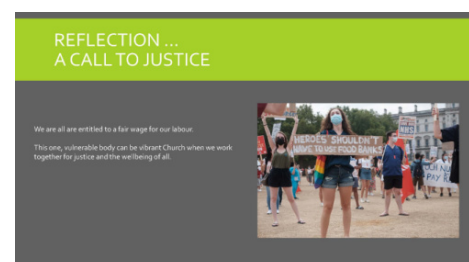 REFLECTION ...
A CALL TO JUSTICE
We are all are entitled to a fair wage for our labour.
This one, vulnerable body can be vibrant Church when we work
together for justice and the wellbeing of all.
HEROES SHOULDN'T
HAVE TO USE FOOD BANKS
NHS